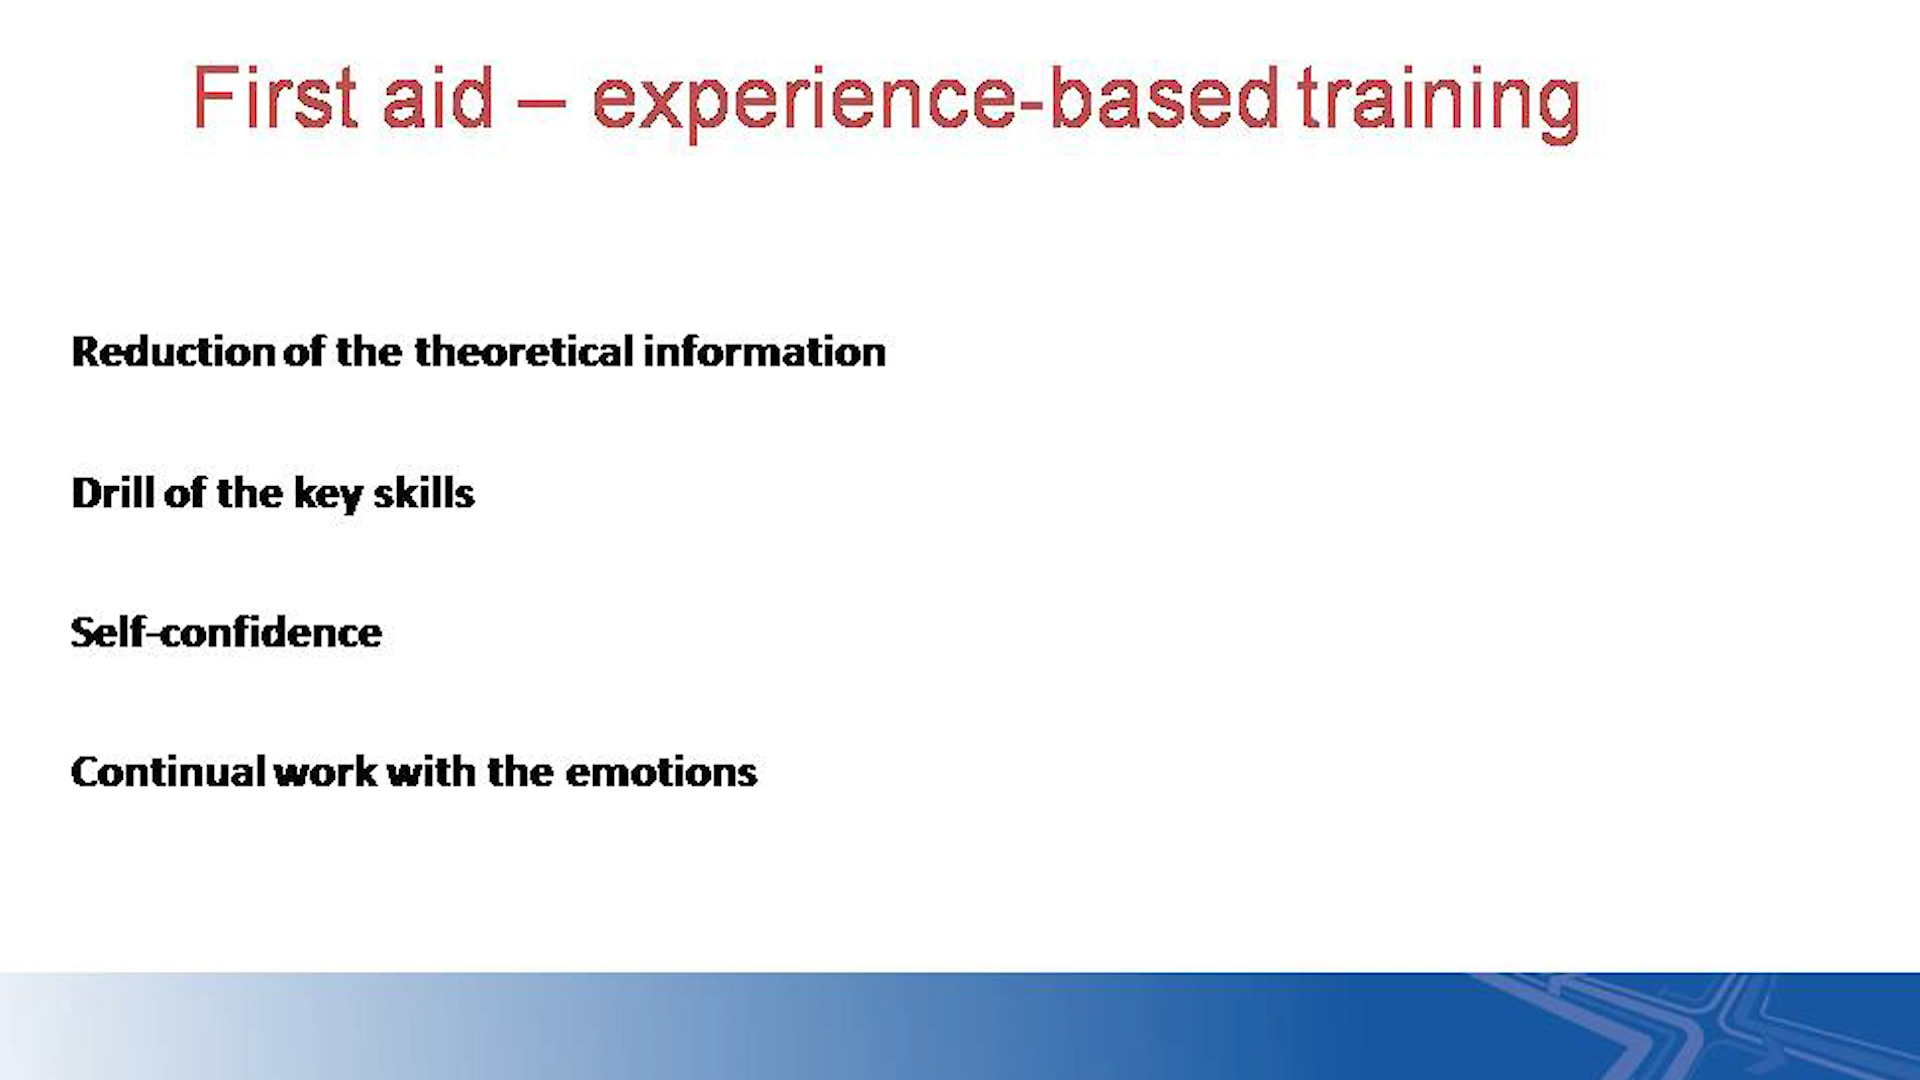 First aid – experience-based training
Reduction of the theoretical information
Drill of the key skills
Self-confidence
Continual work with the emotions